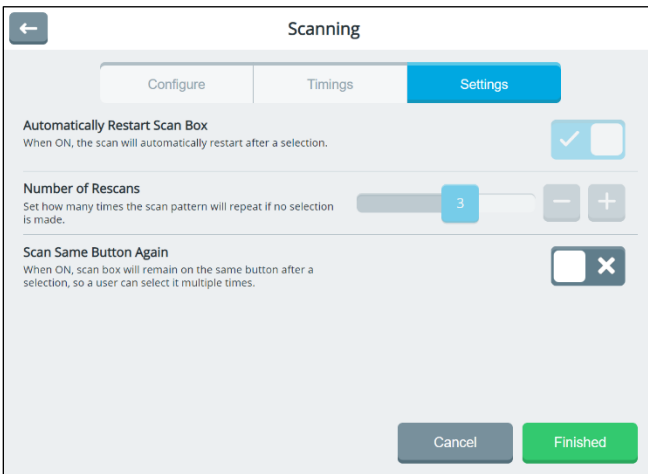 Scanning
Configure
Timings
Settings
Automatically Restart Scan Box
When ON, the scan will automatically restart after a selection.
Number of Rescans
Set how many times the scan pattern will repeat if no selection
is made.
3
Scan Same Button Again
When ON, scan box will remain on the same button after a
selection, so a user can select it multiple times.
Cancel
Finished